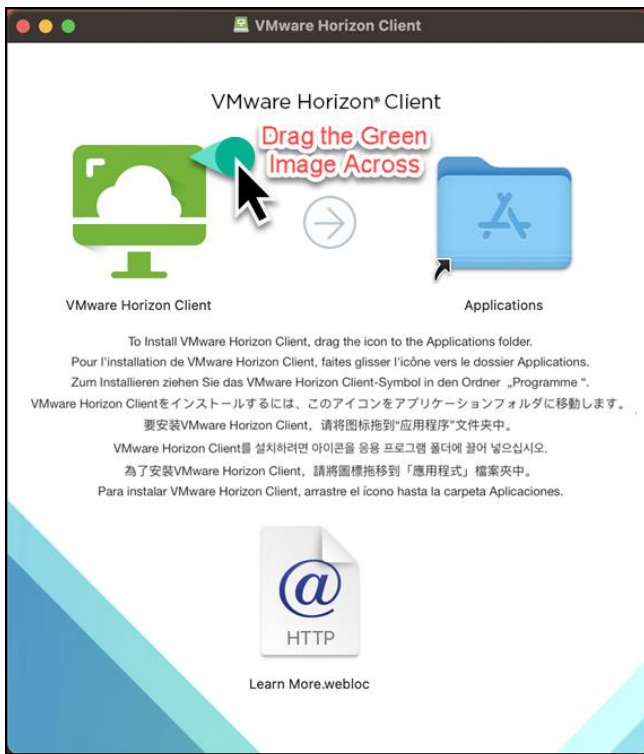 VMware Horizon Client
VMware Horizon® Client
Drag the Green
Image Across
VMware Horizon Client
Applications
To Install VMware Horizon Client, drag the icon to the Applications folder.
Pour l'installation de VMware Horizon Client, faites glisser l'icône vers le dossier Applications.
Zum Installieren ziehen Sie das VMware Horizon Client-Symbol in den Ordner „Programme “.
VMware Horizon Clientをインストールするには、このアイコンをアプリケーションフォルダに移動します。
要安装VMware Horizon Client，请将图标拖到“应用程序”文件夹中。
VMware Horizon Client를 설치하려면 아이콘을 응용 프로그램 폴더에 끌어 넣으십시오.
為了安裝VMware Horizon Client，請將圖標拖移到「應用程式」檔案夾中。
Para instalar VMware Horizon Client, arrastre el ícono hasta la carpeta Aplicaciones.
@
HTTP
Learn More.webloc